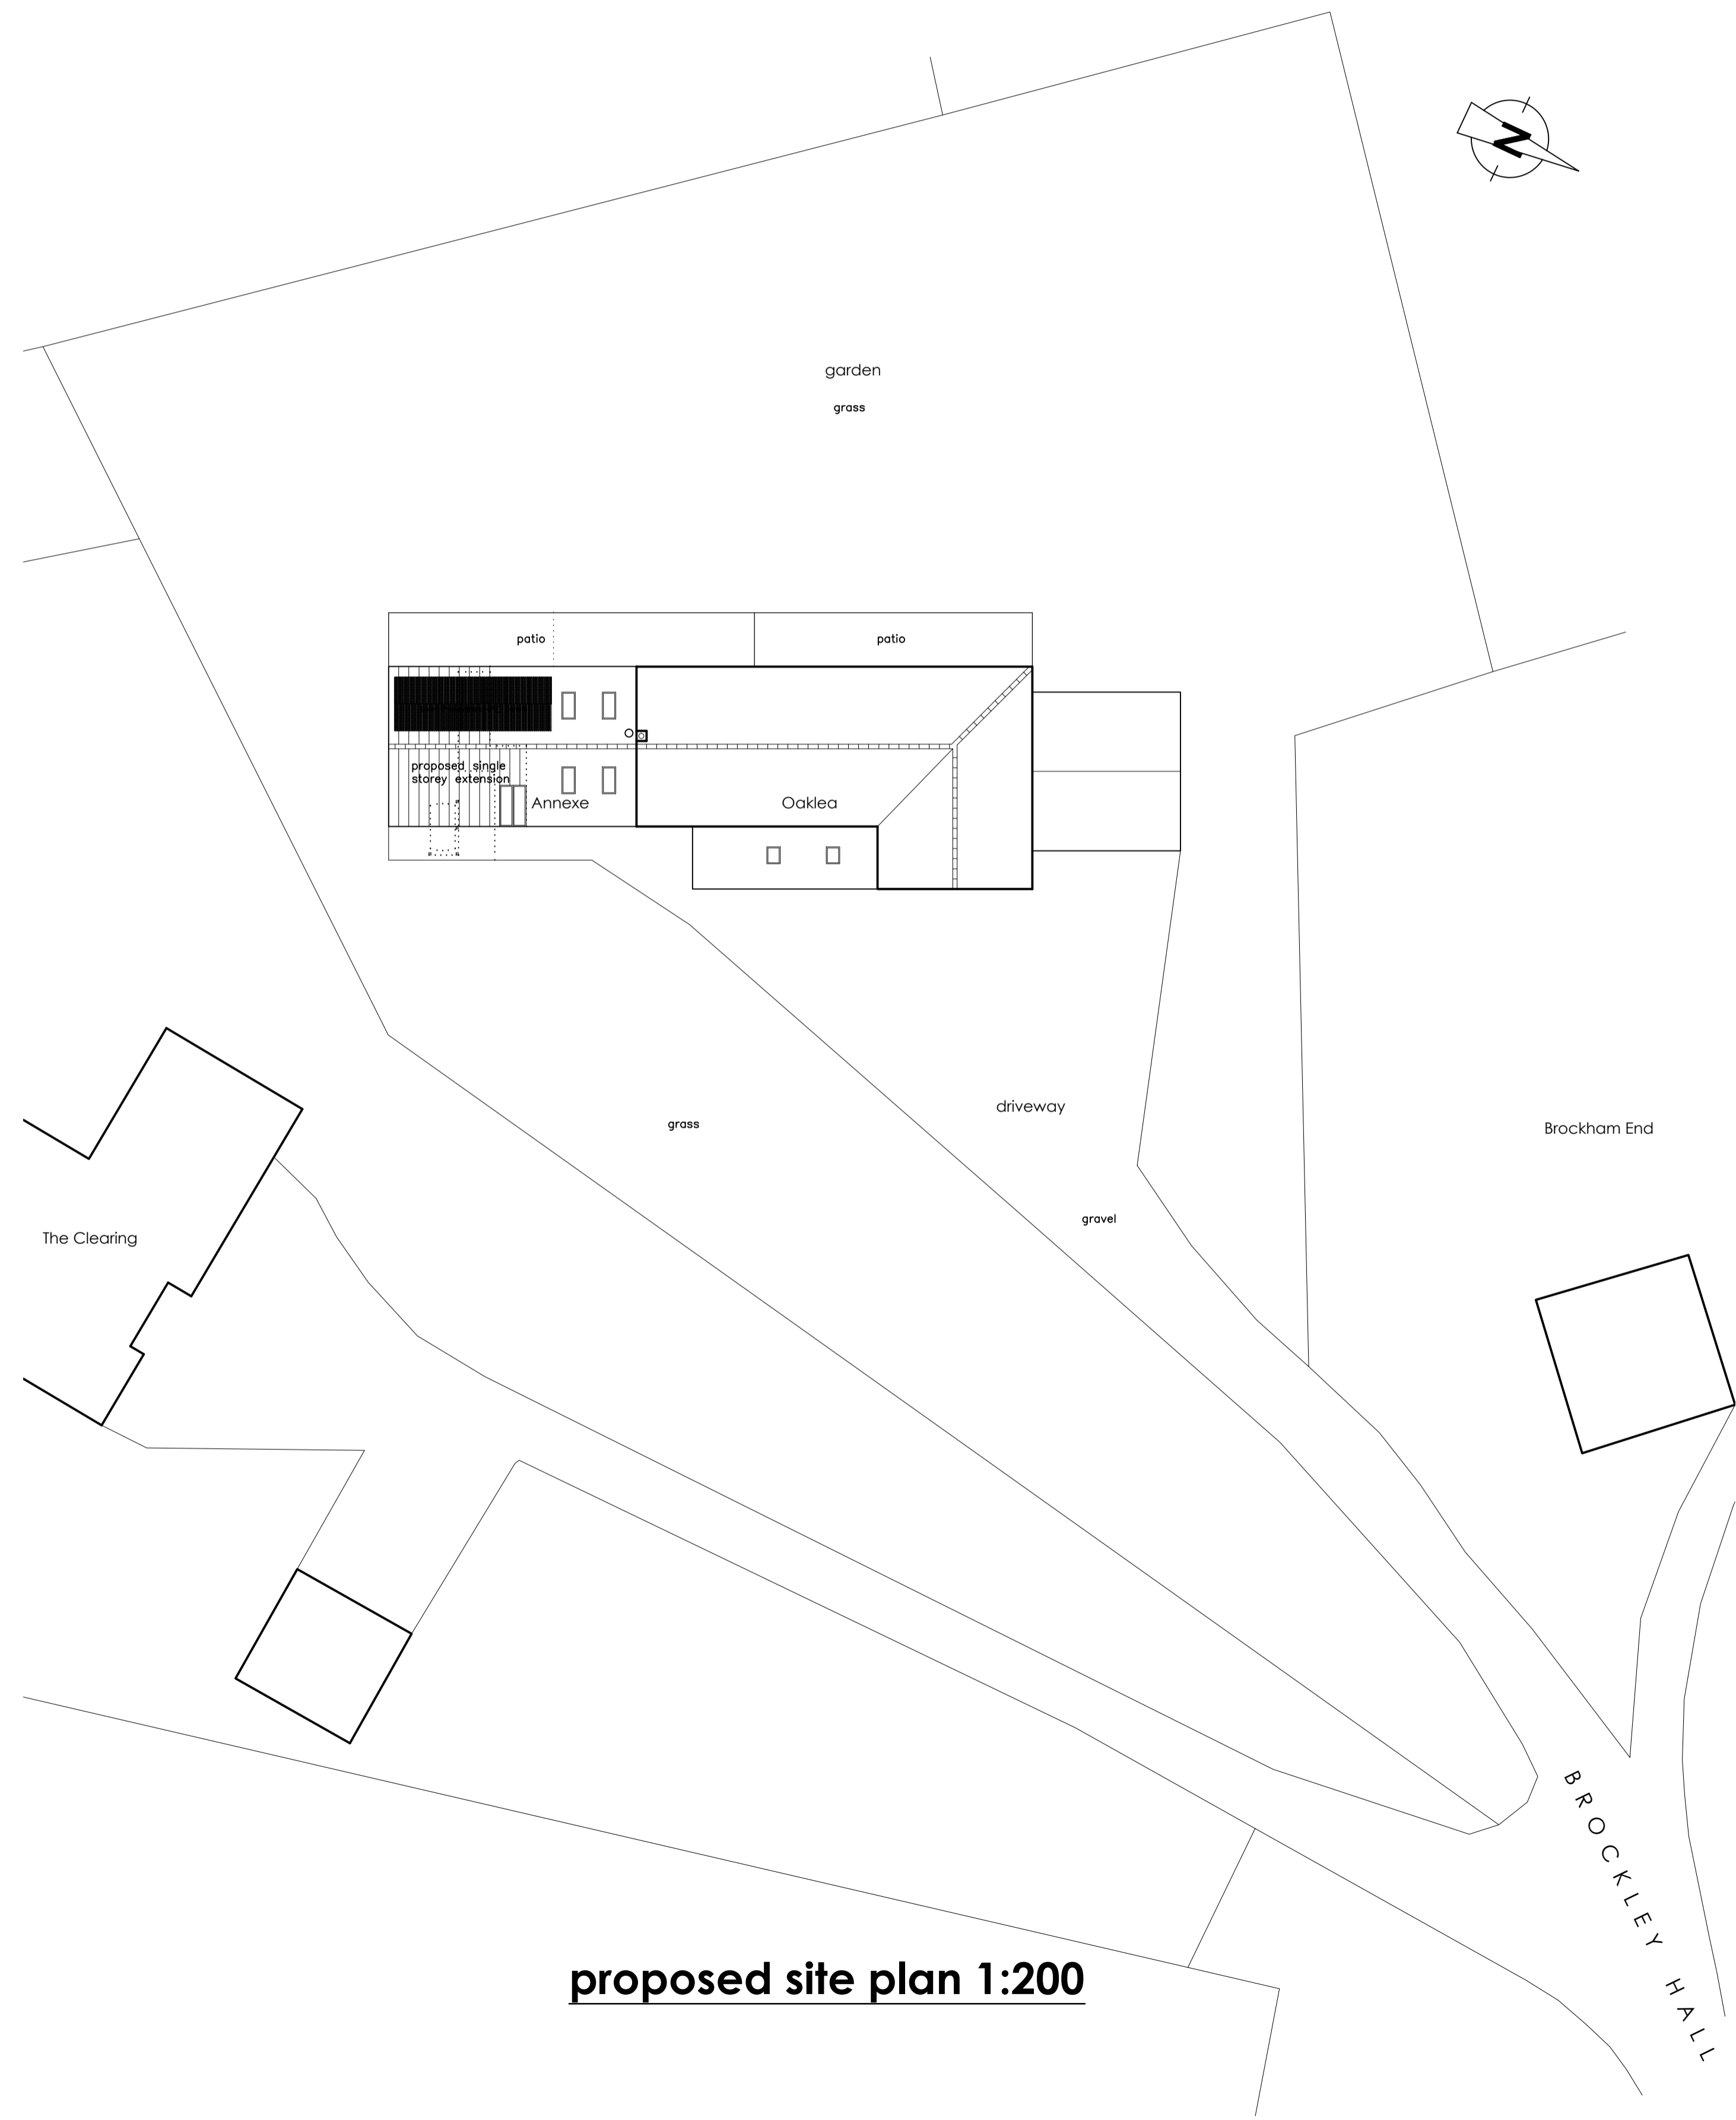 N
garden
grass
patio
patio
proposed single
storey extension
Annexe
Oaklea
driveway
grass
Brockham End
gravel
The Clearing
BROCKLEY HALL
proposed site plan 1:200